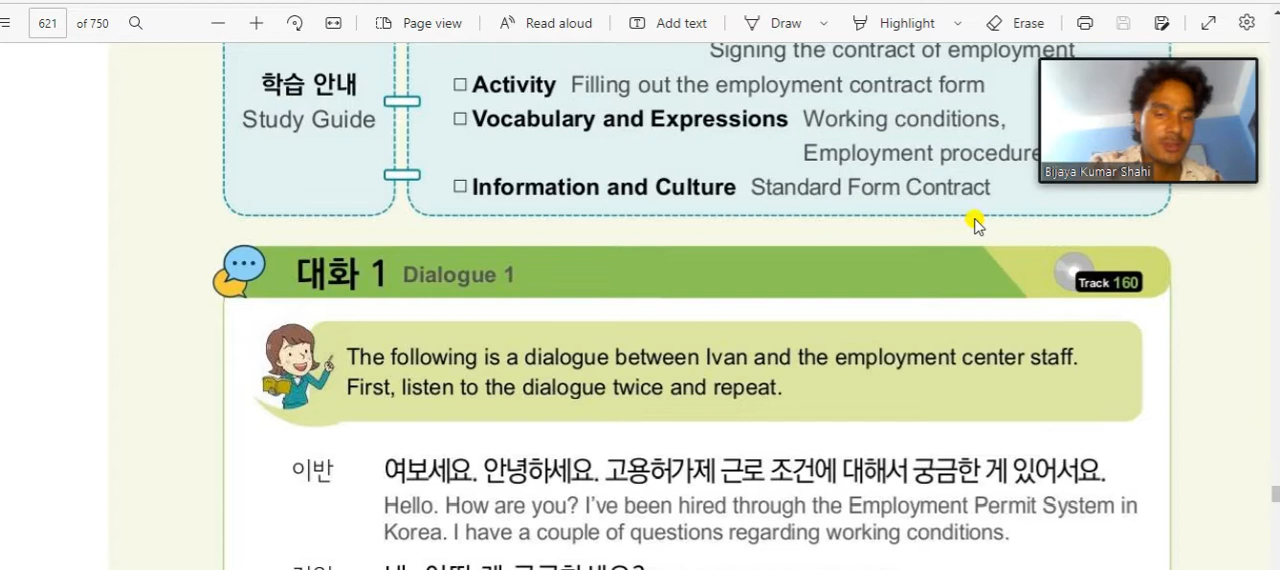 621 of 750 Page view Read aloud Add text Draw Highlight Erase
Signing the contract of employment
학습 안내
Study Guide
□ Activity Filling out the employment contract form
□ Vocabulary and Expressions Working conditions,
Employment procedure
□ Information and Culture Standard Form Contract
Bijaya Kumar Shahi
대화 1 Dialogue 1
Track 160
The following is a dialogue between Ivan and the employment center staff.
First, listen to the dialogue twice and repeat.
이반 여보세요. 안녕하세요. 고용허가제 근로 조건에 대해서 궁금한 게 있어서요.
Hello. How are you? I've been hired through the Employment Permit System in
Korea. I have a couple of questions regarding working conditions.